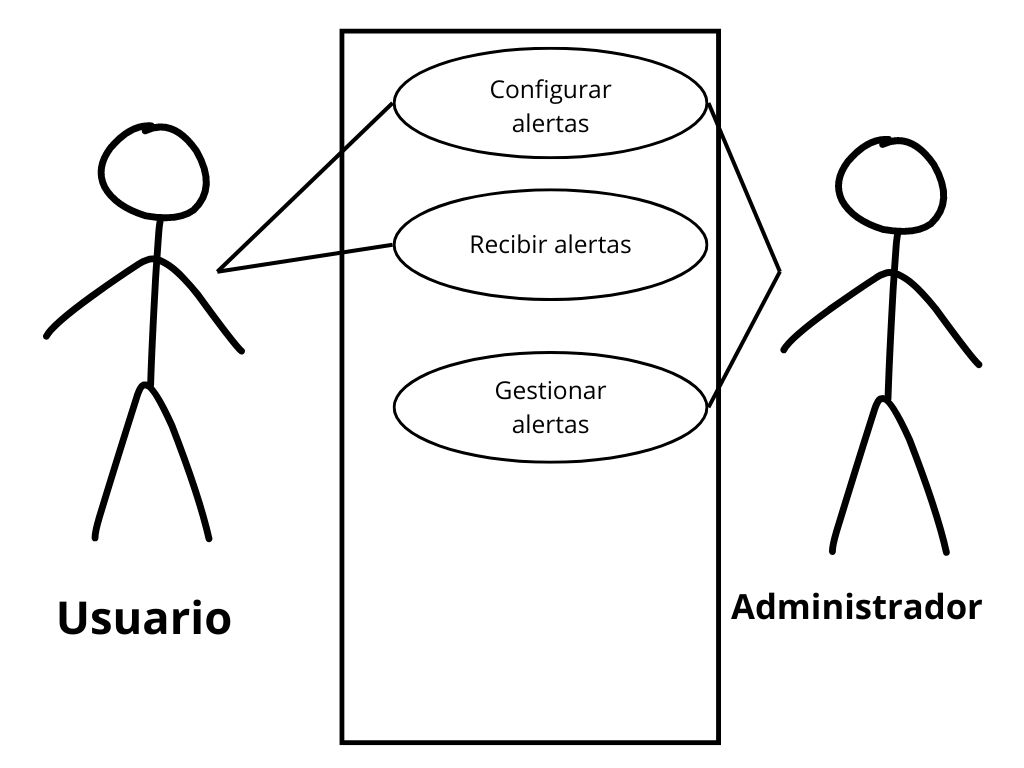 Configurar
alertas
Recibir alertas
Gestionar
alertas
Usuario
Administrador